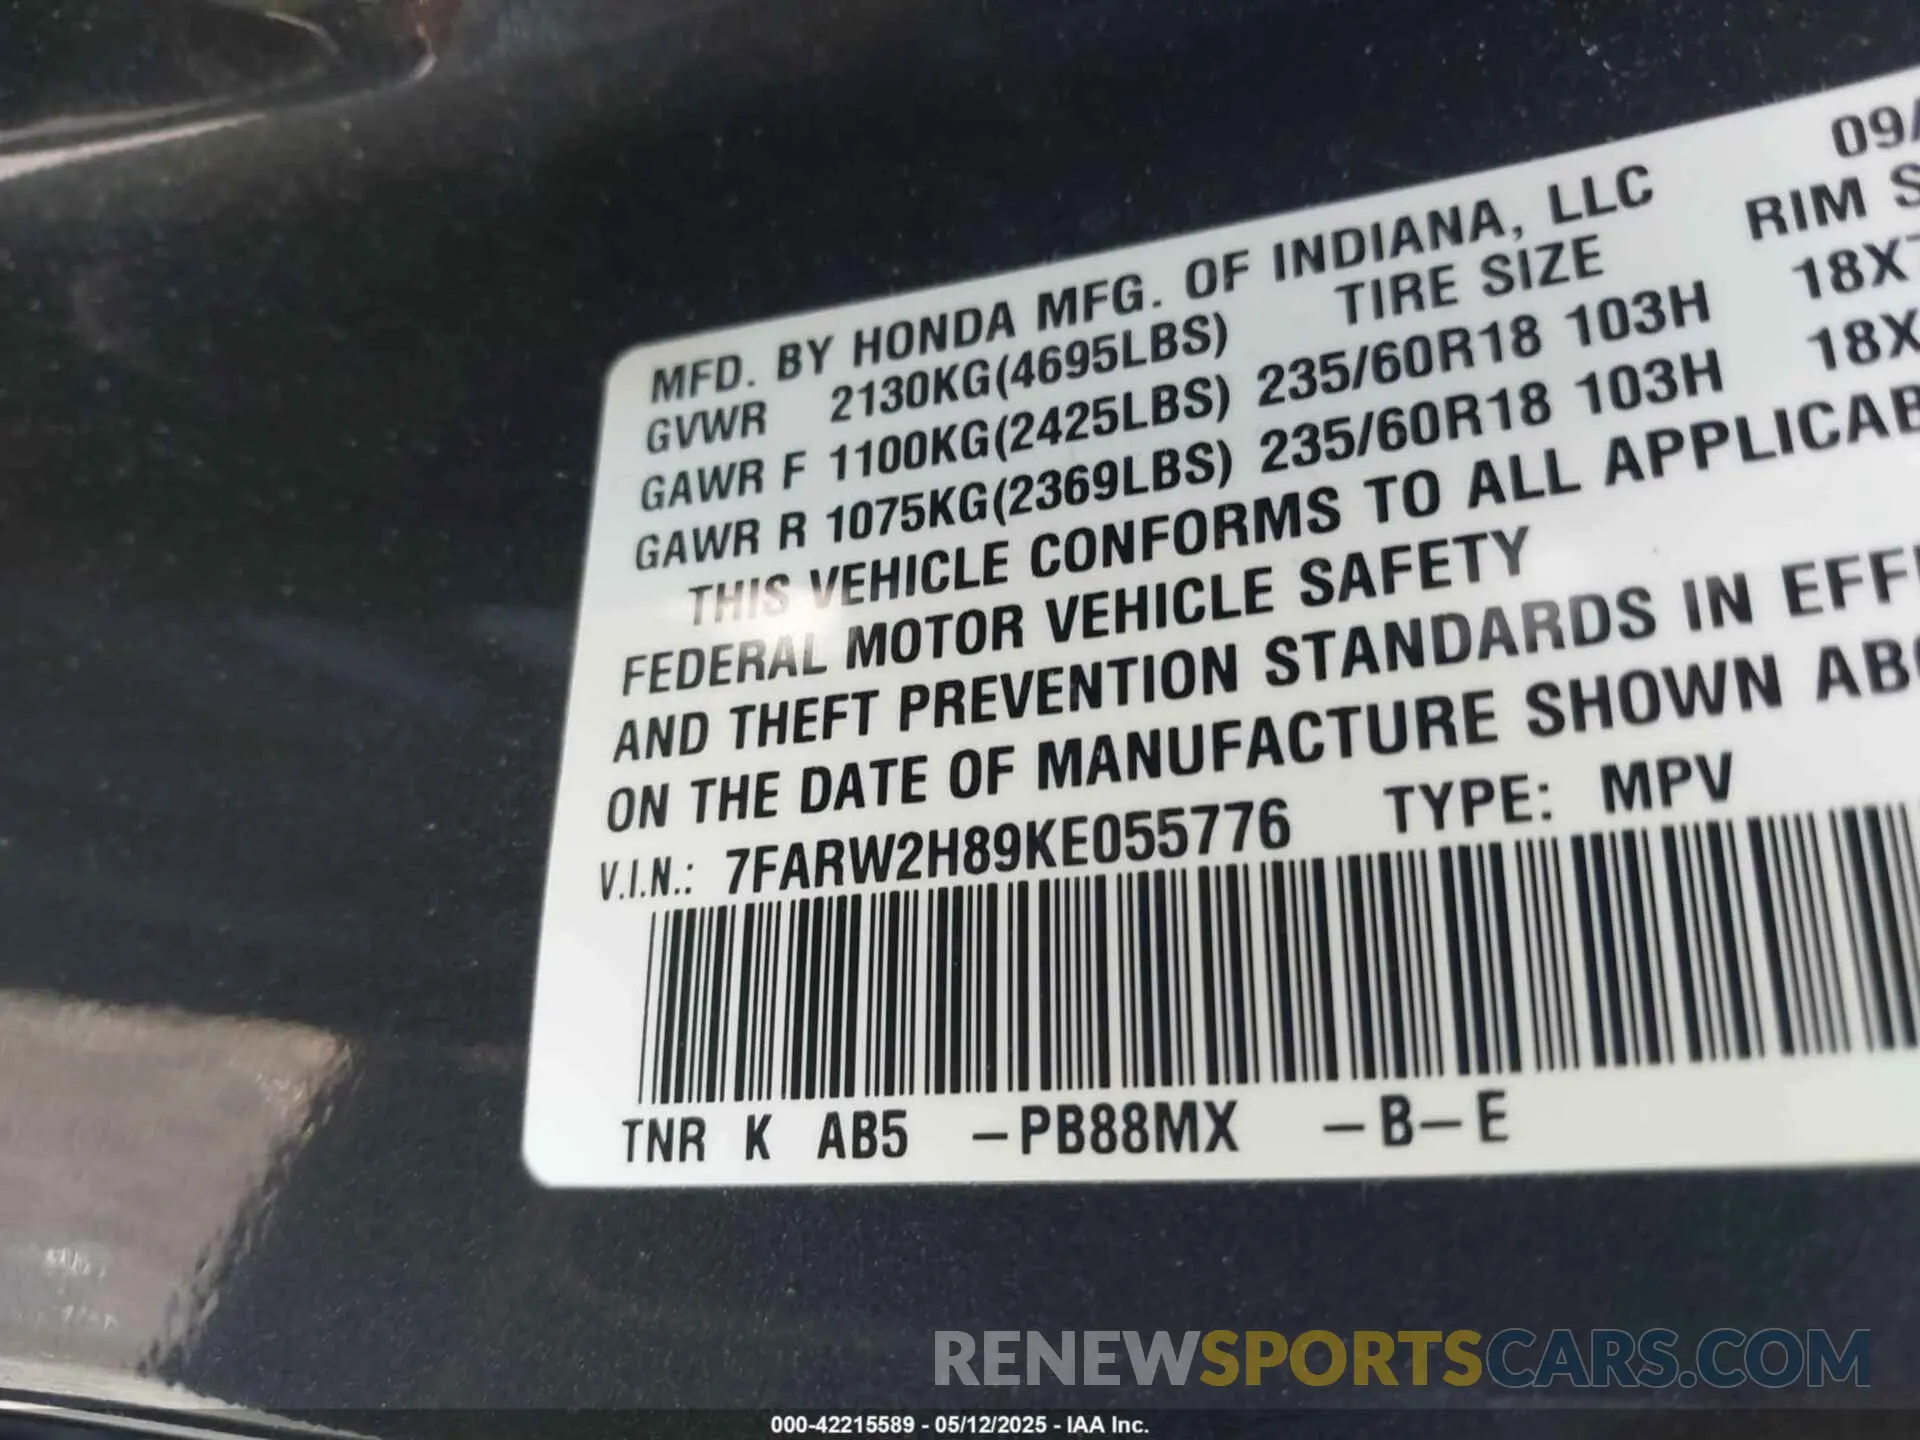 09/
MFD. BY HONDA MFG. OF INDIANA, LLC
GVWR 2130KG(4695LBS) TIRE SIZE RIM S
GAWR F 1100KG(2425LBS) 235/60R18 103H 18X7
GAWR R 1075KG(2369LBS) 235/60R18 103H 18X
THIS VEHICLE CONFORMS TO ALL APPLICAB
FEDERAL MOTOR VEHICLE SAFETY
AND THEFT PREVENTION STANDARDS IN EFF
ON THE DATE OF MANUFACTURE SHOWN ABO
V.I.N.: 7FARW2H89KE055776 TYPE: MPV
TNR K AB5 -PB88MX -B-E
RENEWSPORTSCARS.COM
000-42215589 - 05/12/2025 - IAA Inc.